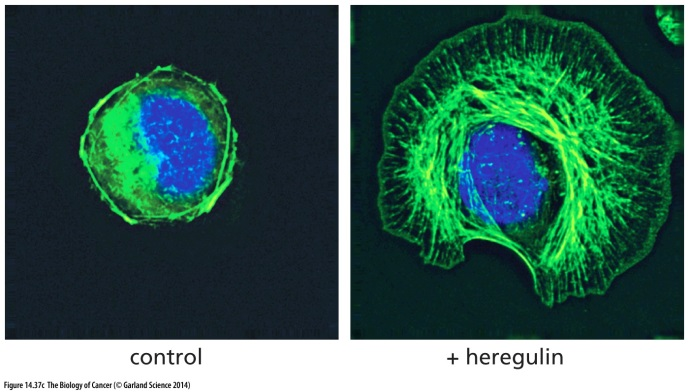 control
+ heregulin
Figure 14.37c The Biology of Cancer (© Garland Science 2014)